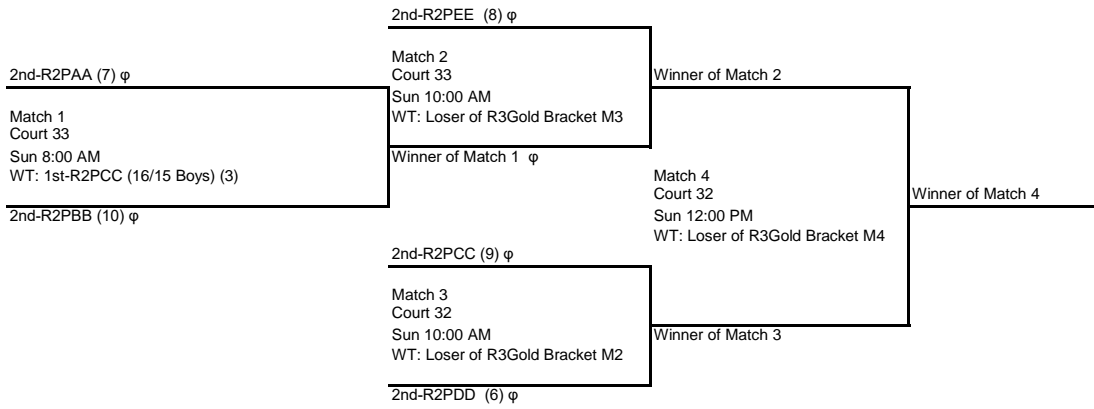 2nd-R2PEE (8) φ
Match 2
Court 33
Sun 10:00 AM
WT: Loser of R3Gold Bracket M3
2nd-R2PAA (7) φ
Winner of Match 2
Match 1
Court 33
Sun 8:00 AM
WT: 1st-R2PCC (16/15 Boys) (3)
Winner of Match 1 φ
2nd-R2PBB (10) φ
Match 4
Court 32
Sun 12:00 PM
WT: Loser of R3Gold Bracket M4
Winner of Match 4
2nd-R2PCC (9) φ
Match 3
Court 32
Sun 10:00 AM
WT: Loser of R3Gold Bracket M2
Winner of Match 3
2nd-R2PDD (6) φ